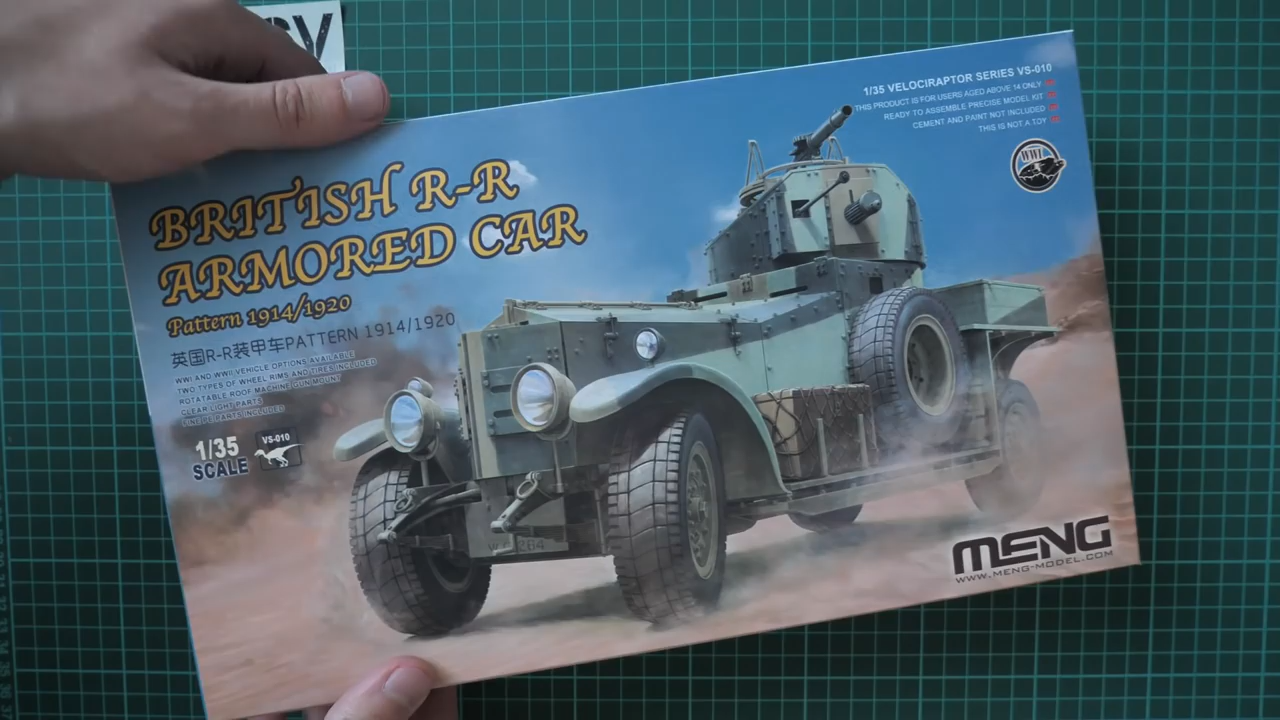 BRITISH R-R
ARMORED CAR
Pattern 1914/1920
英国R-R装甲车PATTERN 1914/1920
WWI AND WWII VEHICLE OPTIONS AVAILABLE
TWO TYPES OF WHEEL RIMS AND TIRES INCLUDED
ROTATABLE ROOF MACHINE GUN MOUNT
CLEAR LIGHT PARTS
FINE PE PARTS INCLUDED
1/35
SCALE
VS-010
1/35 VELOCIRAPTOR SERIES VS-010
THIS PRODUCT IS FOR USERS AGED ABOVE 14 ONLY
READY TO ASSEMBLE PRECISE MODEL KIT
CEMENT AND PAINT NOT INCLUDED
THIS IS NOT A TOY
WWI
MENG
WWW.MENG-MODEL.COM